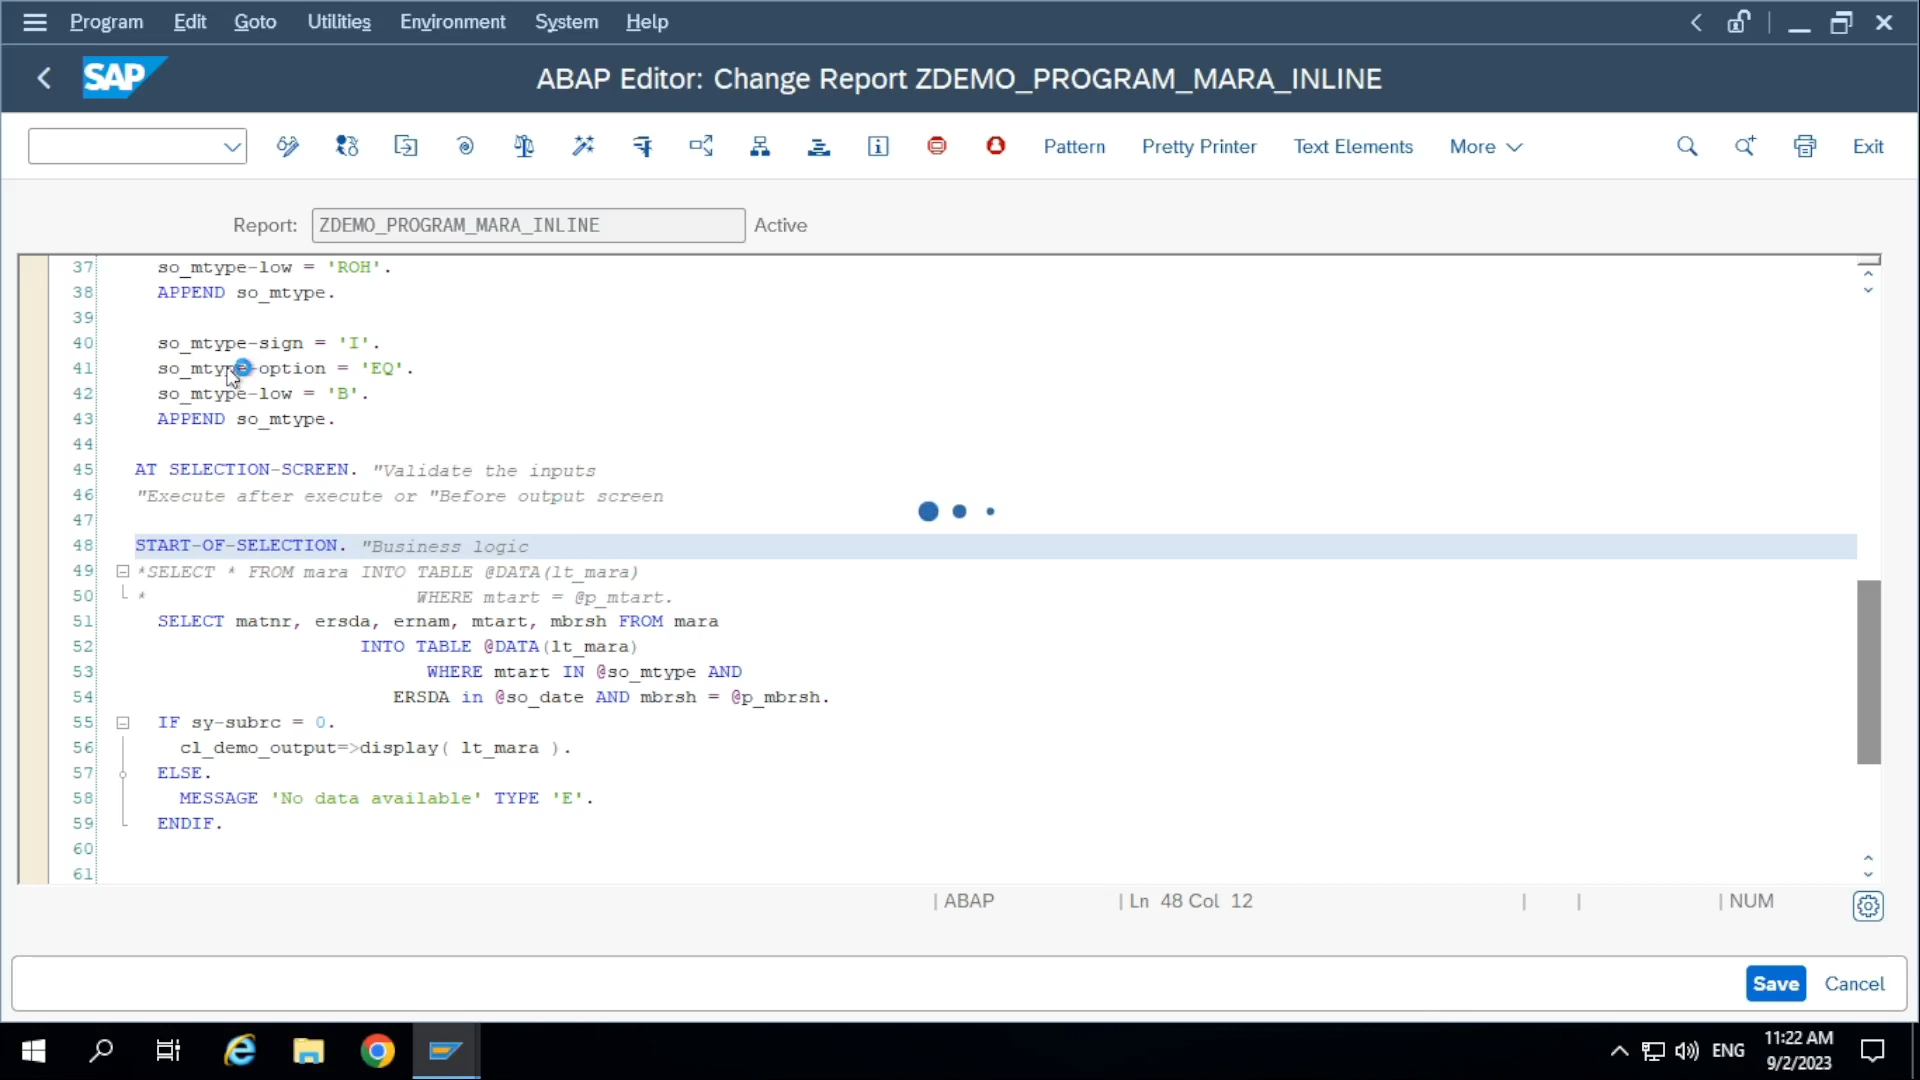 Program Edit Goto Utilities Environment System Help
SAP ABAP Editor: Change Report ZDEMO_PROGRAM_MARA_INLINE
Pattern Pretty Printer Text Elements More Exit
Report: ZDEMO_PROGRAM_MARA_INLINE Active
37 so_mtype-low = 'ROH'.
38 APPEND so_mtype.
39
40 so_mtype-sign = 'I'.
41 so_mtype-option = 'EQ'.
42 so_mtype-low = 'B'.
43 APPEND so_mtype.
44
45 AT SELECTION-SCREEN. "Validate the inputs
46 "Execute after execute or "Before output screen
47
48 START-OF-SELECTION. "Business logic
49 *SELECT * FROM mara INTO TABLE @DATA(lt_mara)
50 * WHERE mtart = @p_mtart.
51 SELECT matnr, ersda, ernam, mtart, mbrsh FROM mara
52 INTO TABLE @DATA(lt_mara)
53 WHERE mtart IN @so_mtype AND
54 ERSDA in @so_date AND mbrsh = @p_mbrsh.
55 IF sy-subrc = 0.
56 cl_demo_output=>display( lt_mara ).
57 ELSE.
58 MESSAGE 'No data available' TYPE 'E'.
59 ENDIF.
60
61
| ABAP | Ln 48 Col 12 | | | NUM
Save Cancel
ENG 11:22 AM
9/2/2023